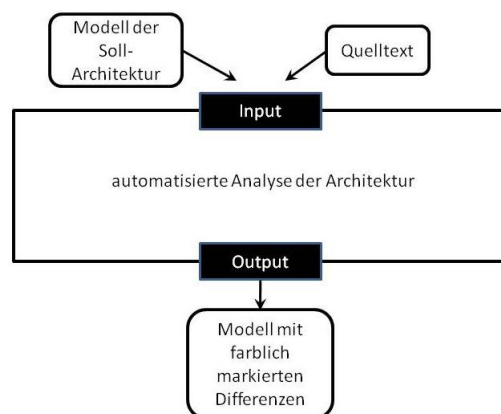 Modell der
Soll-
Architektur
Quelltext
Input
automatisierte Analyse der Architektur
Output
Modell mit
farblich
markierten
Differenzen